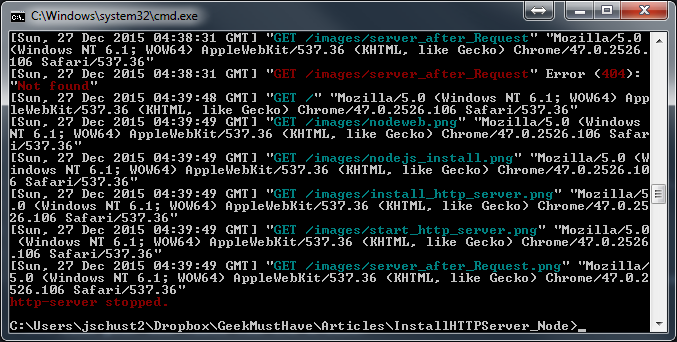 C:\Windows\system32\cmd.exe
[Sun, 27 Dec 2015 04:38:31 GMT] "GET /images/server_after_Request" "Mozilla/5.0
(Windows NT 6.1; WOW64) AppleWebKit/537.36 (KHTML, like Gecko) Chrome/47.0.2526.
106 Safari/537.36"
[Sun, 27 Dec 2015 04:38:31 GMT] "GET /images/server_after_Request" Error (404):
"Not found"
[Sun, 27 Dec 2015 04:39:48 GMT] "GET /" "Mozilla/5.0 (Windows NT 6.1; WOW64) App
leWebKit/537.36 (KHTML, like Gecko) Chrome/47.0.2526.106 Safari/537.36"
[Sun, 27 Dec 2015 04:39:49 GMT] "GET /images/nodeweb.png" "Mozilla/5.0 (Windows
NT 6.1; WOW64) AppleWebKit/537.36 (KHTML, like Gecko) Chrome/47.0.2526.106 Safar
i/537.36"
[Sun, 27 Dec 2015 04:39:49 GMT] "GET /images/nodejs_install.png" "Mozilla/5.0 (W
indows NT 6.1; WOW64) AppleWebKit/537.36 (KHTML, like Gecko) Chrome/47.0.2526.10
6 Safari/537.36"
[Sun, 27 Dec 2015 04:39:49 GMT] "GET /images/install_http_server.png" "Mozilla/5
.0 (Windows NT 6.1; WOW64) AppleWebKit/537.36 (KHTML, like Gecko) Chrome/47.0.25
26.106 Safari/537.36"
[Sun, 27 Dec 2015 04:39:49 GMT] "GET /images/start_http_server.png" "Mozilla/5.0
 (Windows NT 6.1; WOW64) AppleWebKit/537.36 (KHTML, like Gecko) Chrome/47.0.2526
.106 Safari/537.36"
[Sun, 27 Dec 2015 04:39:49 GMT] "GET /images/server_after_Request.png" "Mozilla/
5.0 (Windows NT 6.1; WOW64) AppleWebKit/537.36 (KHTML, like Gecko) Chrome/47.0.2
526.106 Safari/537.36"
http-server stopped.
C:\Users\jschust2\Dropbox\GeekMustHave\Articles\InstallHTTPServer_Node>_